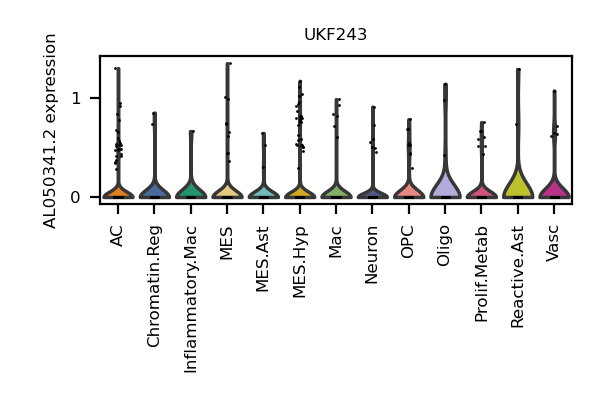 UKF243
AL050341.2 expression
1
0
AC
Chromatin.Reg
Inflammatory.Mac
MES
MES.Ast
MES.Hyp
Mac
Neuron
OPC
Oligo
Prolif.Metab
Reactive.Ast
Vasc